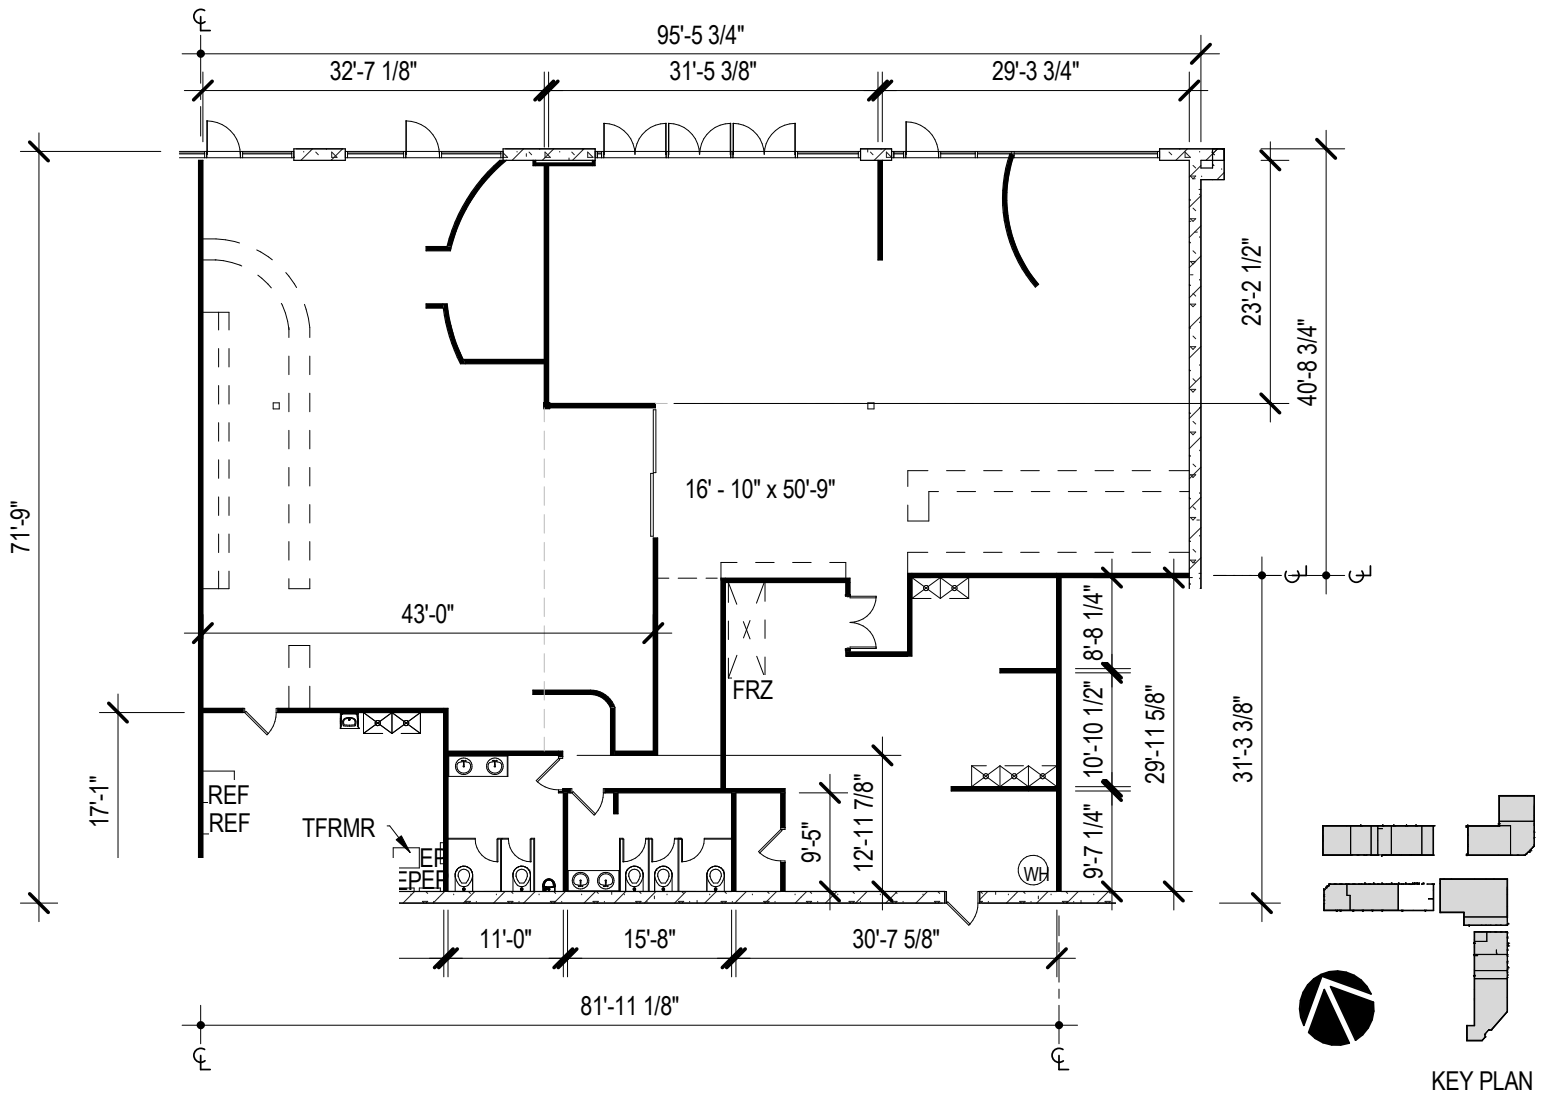 95'-5 3/4"
32'-7 1/8"
31'-5 3/8"
29'-3 3/4"
23'-2 1/2"
40'-8 3/4"
71'-9"
16' - 10" x 50'-9"
43'-0"
8'-8 1/4"
FRZ
10'-10 1/2"
29'-11 5/8"
31'-3 3/8"
17'-1"
REF
REF
TFRMR
9'-5"
12'-11 7/8"
9'-7 1/4"
WH
11'-0"
15'-8"
30'-7 5/8"
81'-11 1/8"
KEY PLAN